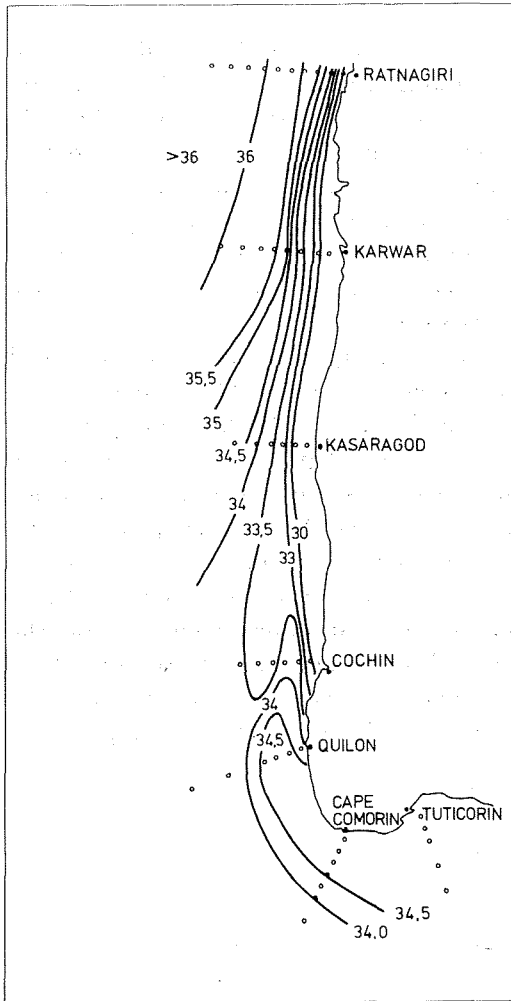 RATNAGIRI
>36
36
KARWAR
35,5
35
34,5
KASARAGOD
34
33,5
30
33
COCHIN
34
34,5
QUILON
CAPE
COMORIN
TUTICORIN
34,5
34,0